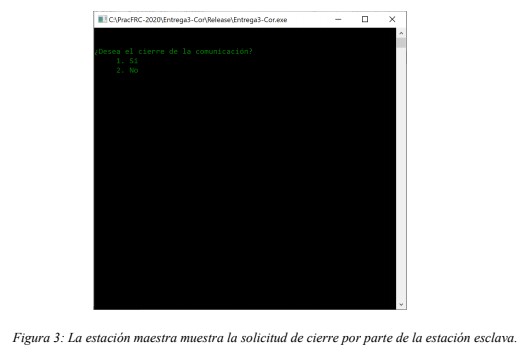 C:\PracFRC-2020\Entrega3-Cor\Release\Entrega3-Cor.exe
¿Desea el cierre de la comunicación?
1. Si
2. No
Figura 3: La estación maestra muestra la solicitud de cierre por parte de la estación esclava.